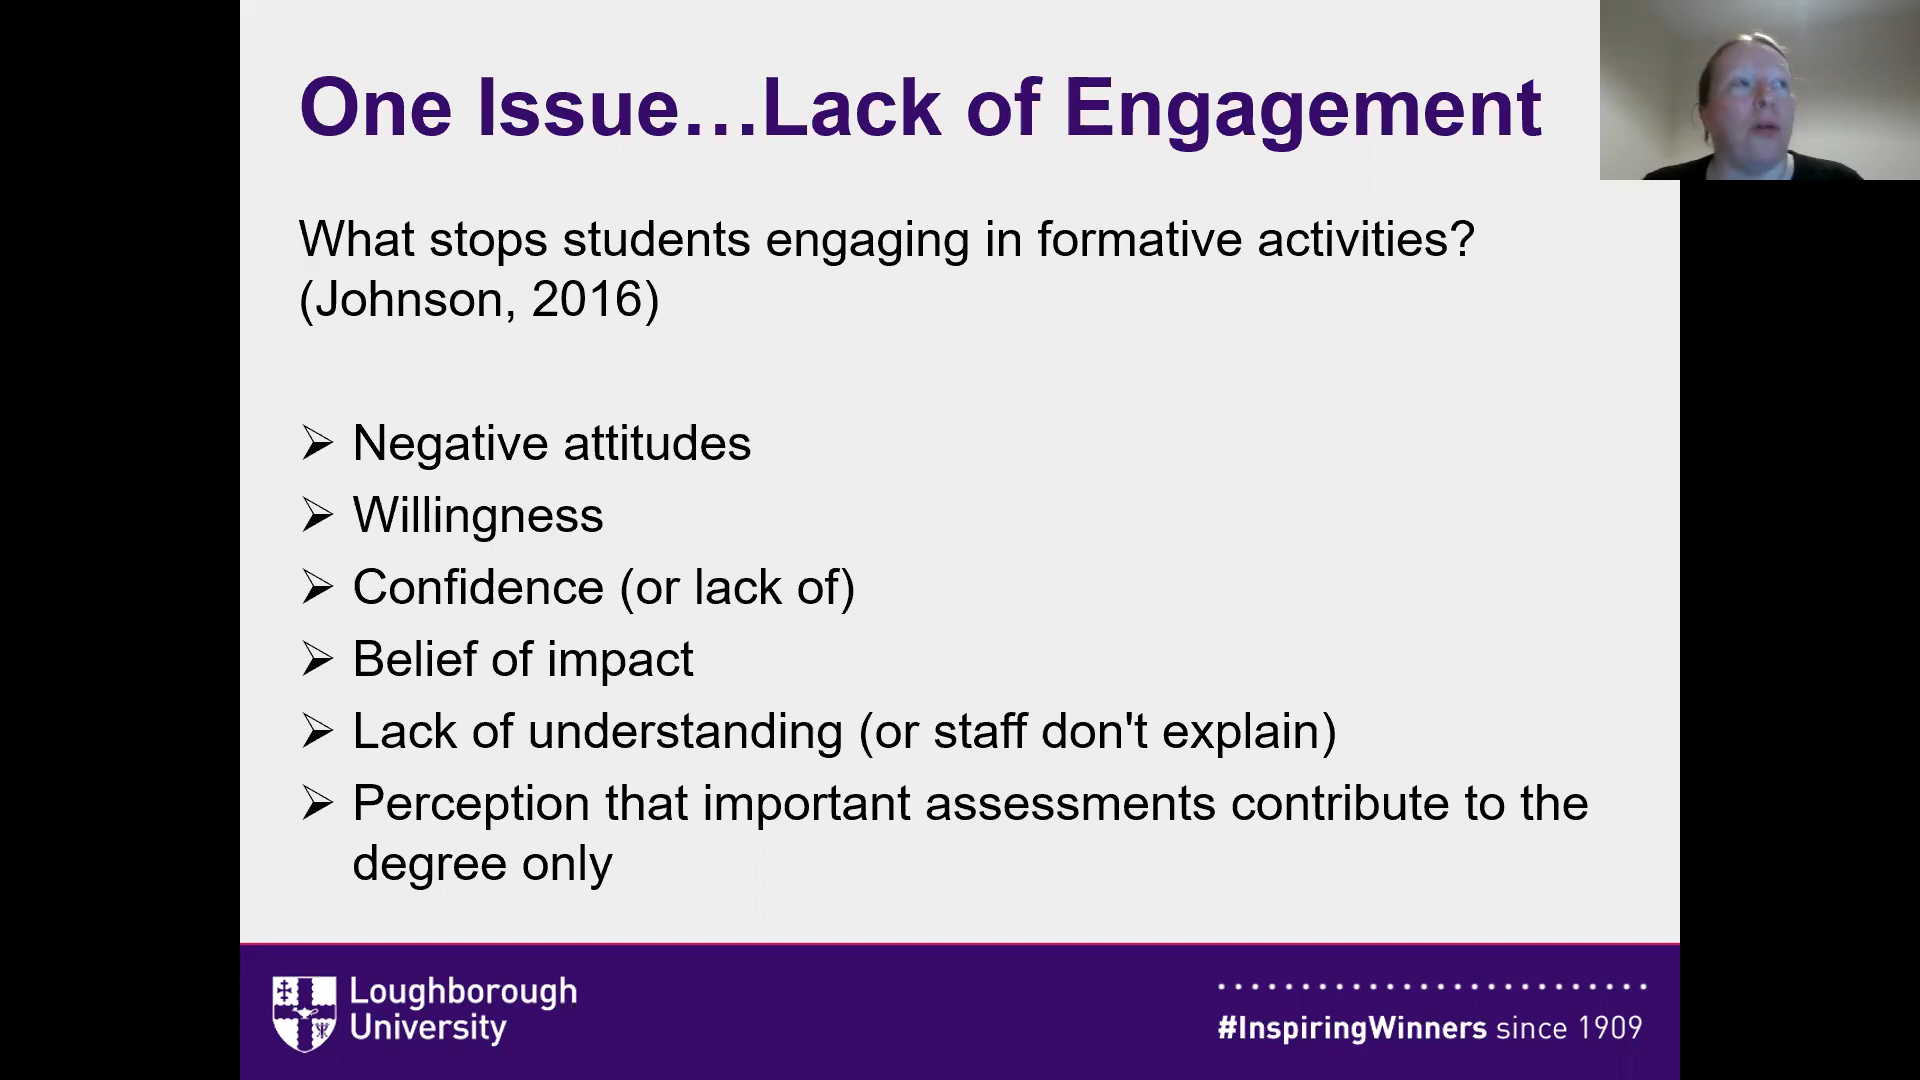 One Issue…Lack of Engagement
What stops students engaging in formative activities?
(Johnson, 2016)
➢ Negative attitudes
➢ Willingness
➢ Confidence (or lack of)
➢ Belief of impact
➢ Lack of understanding (or staff don't explain)
➢ Perception that important assessments contribute to the
degree only
Loughborough
University
#InspiringWinners since 1909